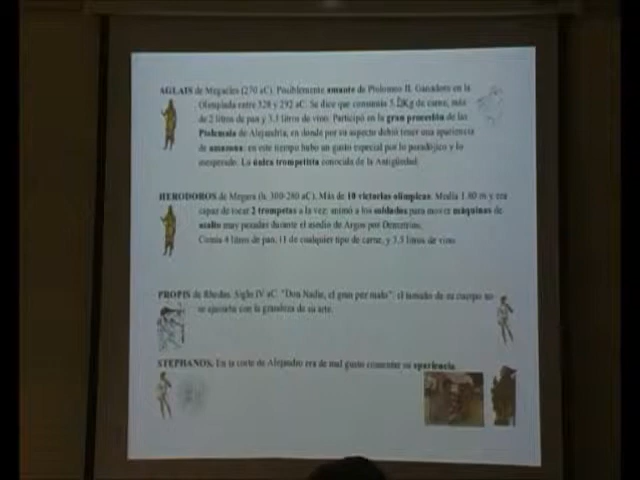 AGLAIS de Megacles (270 aC). Posiblemente amante de Ptolomeo II. Ganadora en la
Olimpiada entre 328 y 292 aC. Se dice que consumía Kg de carne, más
de 2 litros de pan y 3.3 litros de vino. Participó en la gran procesión de las
Ptolemaia de Alejandría, en donde por su aspecto debió tener una apariencia
de amazona: en este tiempo hubo un gusto especial por lo paradójico y lo
inesperado. La única trompetista conocida de la Antigüedad.
HERODOROS de Megara (h. 300-280 aC). Más de 10 victorias olímpicas. Medía 1.80 m y era
capaz de tocar 2 trompetas a la vez: animó a los soldados para mover máquinas de
asalto muy pesadas durante el asedio de Argos por Demetrios.
Comía 4 litros de pan, 11 de cualquier tipo de carne, y 3.3 litros de vino
PROPIS de Rhodas. Siglo IV aC. "Don Nadie, el gran per malo": el tamaño de su cuerpo no
se ajustaba con la grandeza de su arte.
STEPHANOS. En la corte de Alejandro era de mal gusto comentar su apariencia.